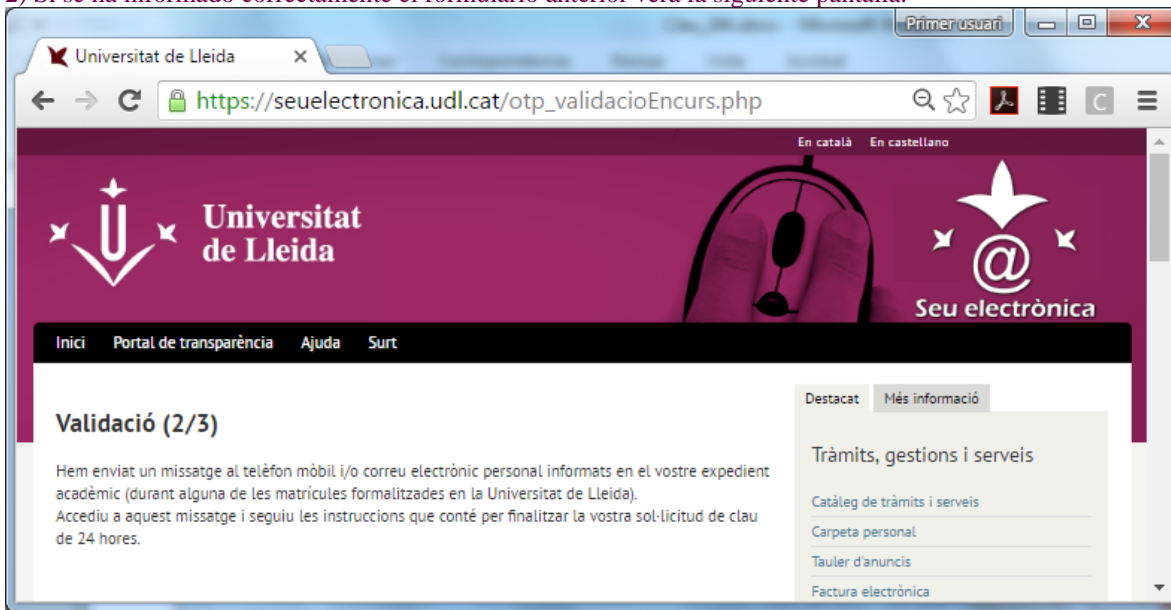 2) Si se ha informado correctamente el formulario anterior verá la siguiente pantalla:
Primer usuari
Universitat de Lleida
https://seuelectronica.udl.cat/otp_validacioEncurs.php
En català En castellano
Universitat
de Lleida
Seu electrònica
Inici Portal de transparència Ajuda Surt
Destacat Més informació
Validació (2/3)
Hem enviat un missatge al telèfon mòbil i/o correu electrònic personal informats en el vostre expedient
acadèmic (durant alguna de les matrícules formalitzades en la Universitat de Lleida).
Accediu a aquest missatge i seguiu les instruccions que conté per finalitzar la vostra sol·licitud de clau
de 24 hores.
Tràmits, gestions i serveis
Catàleg de tràmits i serveis
Carpeta personal
Tauler d'anuncis
Factura electrònica